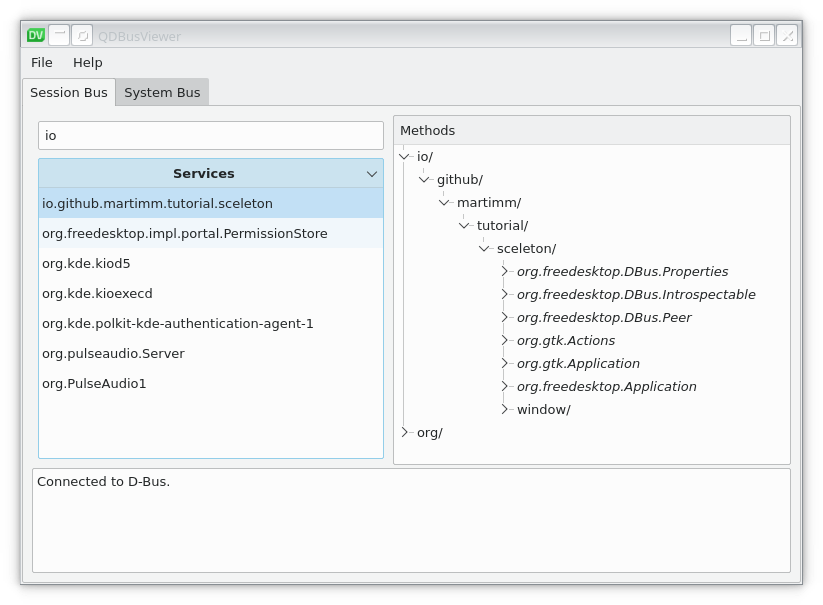 DV QDBusViewer
File Help
Session Bus System Bus
io
Services
io.github.martimm.tutorial.sceleton
org.freedesktop.impl.portal.PermissionStore
org.kde.kiod5
org.kde.kioexecd
org.kde.polkit-kde-authentication-agent-1
org.pulseaudio.Server
org.PulseAudio1
Methods
io/
github/
martimm/
tutorial/
sceleton/
org.freedesktop.DBus.Properties
org.freedesktop.DBus.Introspectable
org.freedesktop.DBus.Peer
org.gtk.Actions
org.gtk.Application
org.freedesktop.Application
window/
org/
Connected to D-Bus.